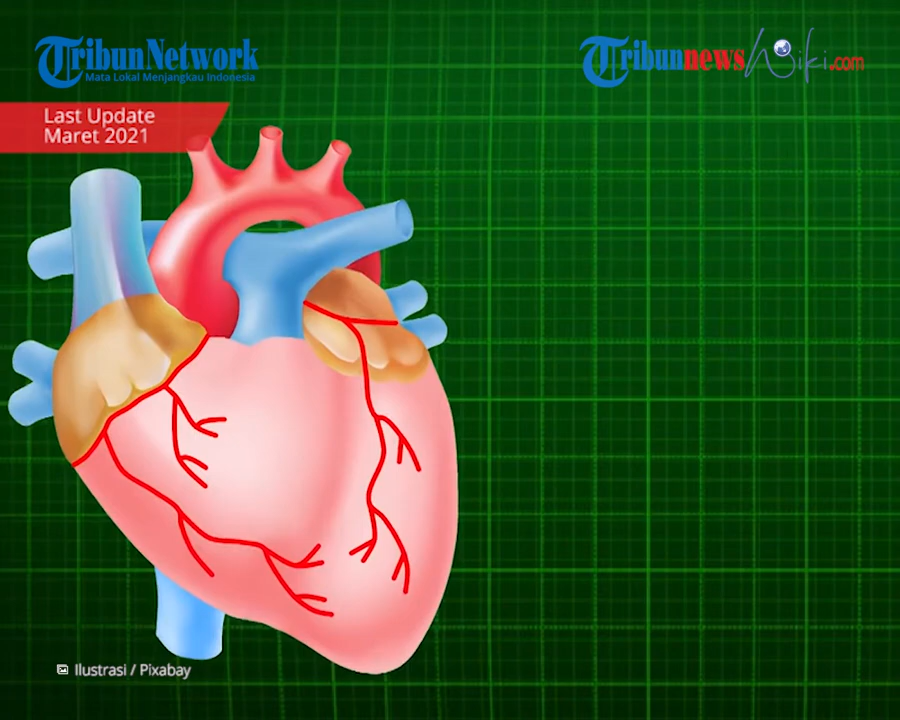 TribunNetwork
Mata Lokal Menjangkau Indonesia
Tribunnewswiki.com
Last Update
Maret 2021
Ilustrasi / Pixabay